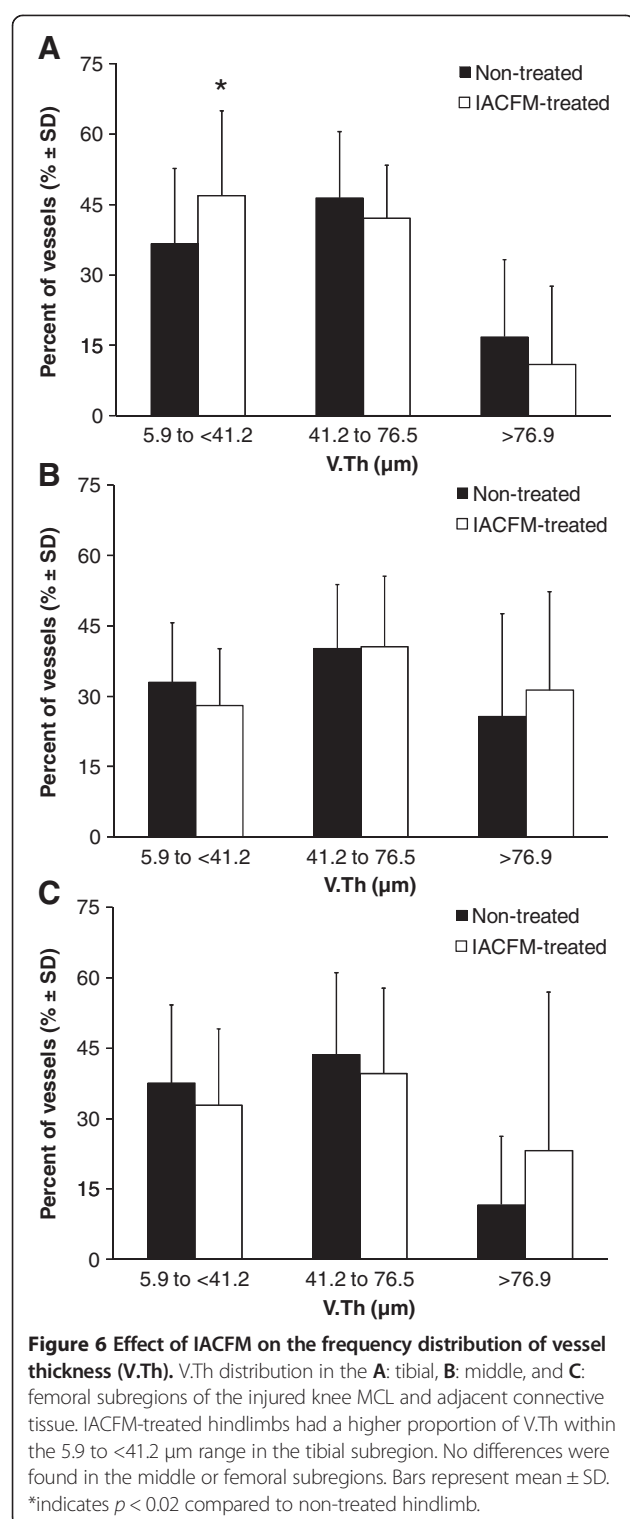 A
75
60
45
30
15
0
Percent of vessels (% ± SD)
*
Non-treated
IACFM-treated
5.9 to <41.2 41.2 to 76.5 >76.9
V.Th (µm)
B
75
60
45
30
15
0
Percent of vessels (% ± SD)
Non-treated
IACFM-treated
5.9 to <41.2 41.2 to 76.5 >76.9
V.Th (µm)
C
75
60
45
30
15
0
Percent of vessels (% ± SD)
Non-treated
IACFM-treated
5.9 to <41.2 41.2 to 76.5 >76.9
V.Th (µm)
Figure 6 Effect of IACFM on the frequency distribution of vessel
thickness (V.Th). V.Th distribution in the A: tibial, B: middle, and C:
femoral subregions of the injured knee MCL and adjacent connective
tissue. IACFM-treated hindlimbs had a higher proportion of V.Th within
the 5.9 to <41.2 µm range in the tibial subregion. No differences were
found in the middle or femoral subregions. Bars represent mean ± SD.
*indicates p < 0.02 compared to non-treated hindlimb.